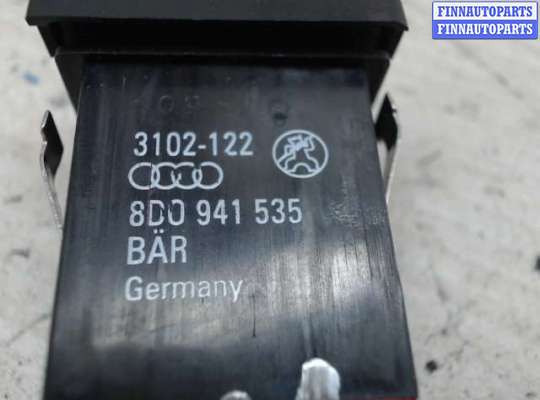 FINNAUTOPARTS
FINNAUTOPARTS
3102-122
8D0 941 535
BÄR
Germany